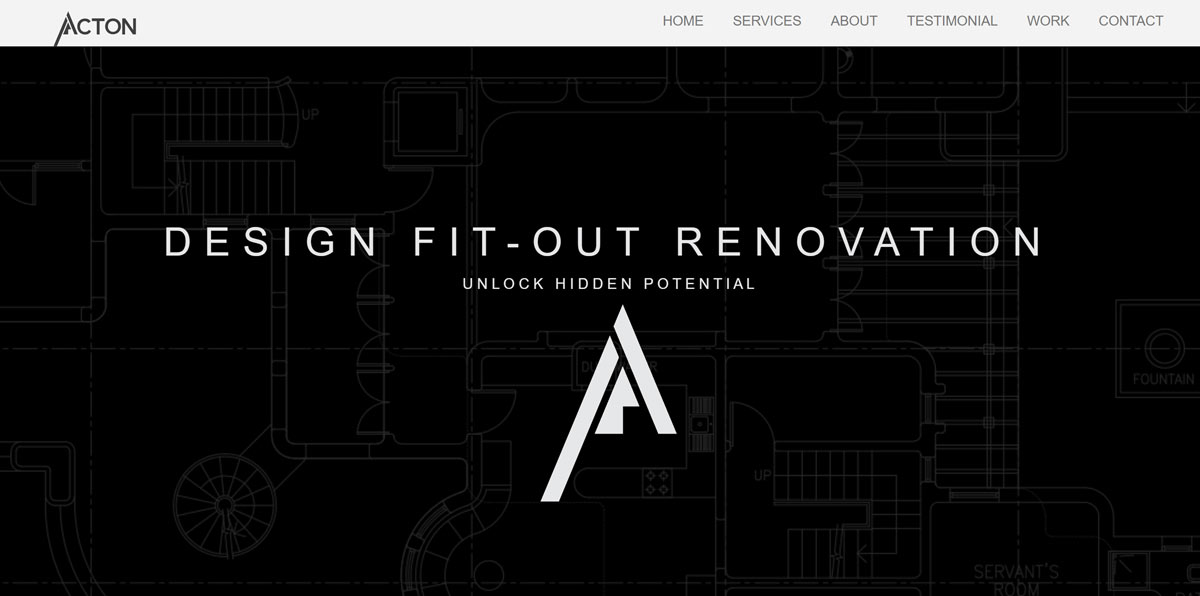 ACTON
HOME SERVICES ABOUT TESTIMONIAL WORK CONTACT
UP
DESIGN FIT-OUT RENOVATION
UNLOCK HIDDEN POTENTIAL
FOUNTAIN
UP
SERVANT'S
ROOM